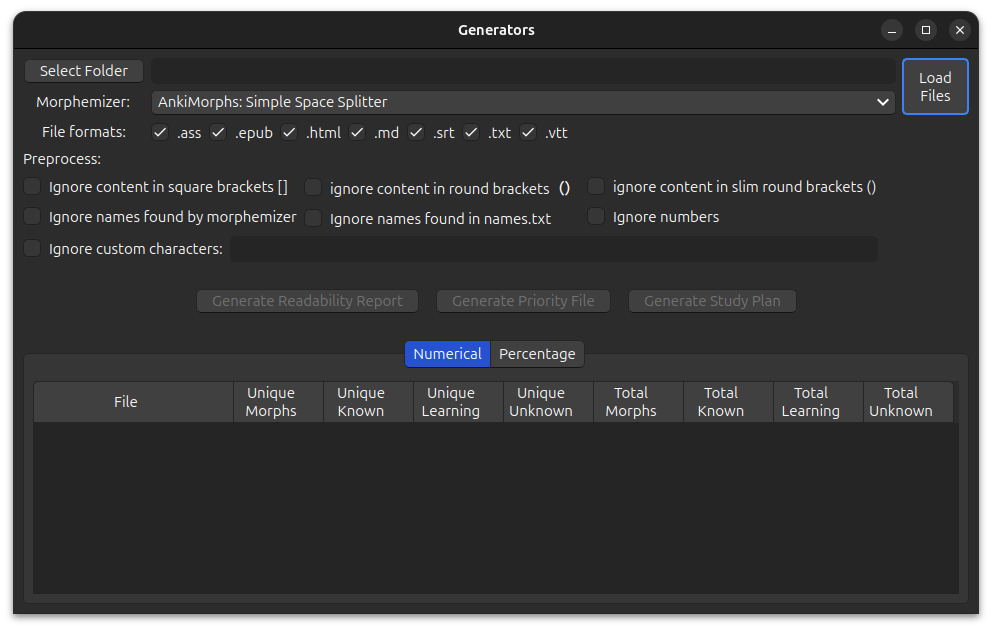 Generators
Select Folder
Load
Files
Morphemizer: AnkiMorphs: Simple Space Splitter
File formats: .ass .epub .html .md .srt .txt .vtt
Preprocess:
Ignore content in square brackets [] ignore content in round brackets （） ignore content in slim round brackets ()
Ignore names found by morphemizer Ignore names found in names.txt Ignore numbers
Ignore custom characters:
Generate Readability Report Generate Priority File Generate Study Plan
Numerical Percentage
File
Unique
Morphs
Unique
Known
Unique
Learning
Unique
Unknown
Total
Morphs
Total
Known
Total
Learning
Total
Unknown